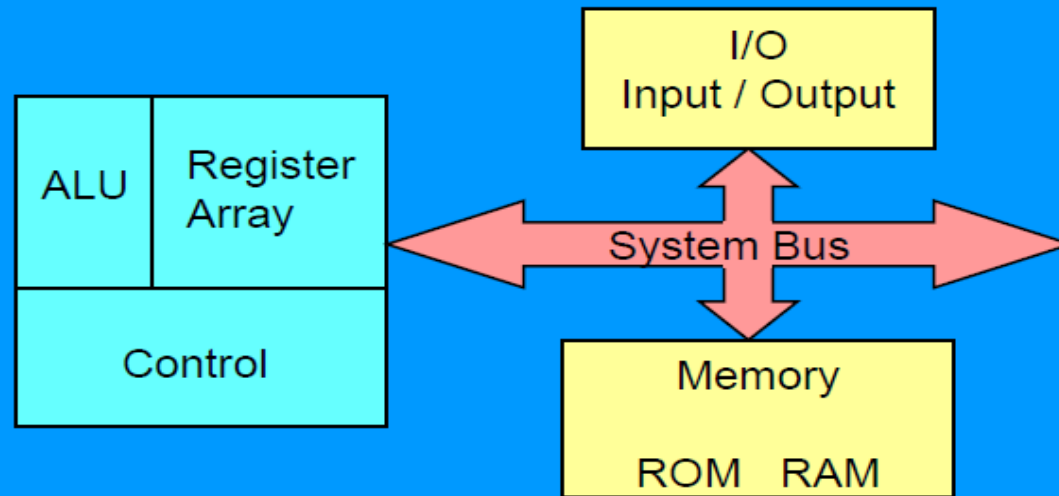 I/O
Input / Output
ALU
Register
Array
System Bus
Control
Memory
ROM RAM